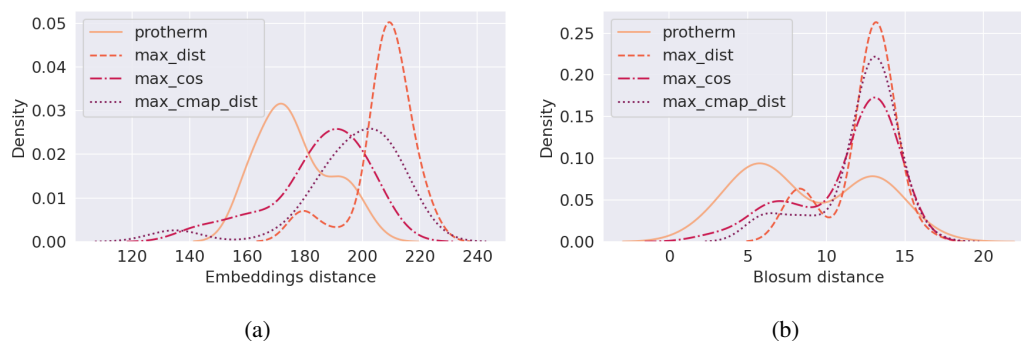 0.05
0.04
0.03
0.02
0.01
0.00
Density
protherm
max_dist
max_cos
max_cmap_dist
120 140 160 180 200 220 240
Embeddings distance
(a)
0.25
0.20
0.15
0.10
0.05
0.00
Density
protherm
max_dist
max_cos
max_cmap_dist
0 5 10 15 20
Blosum distance
(b)